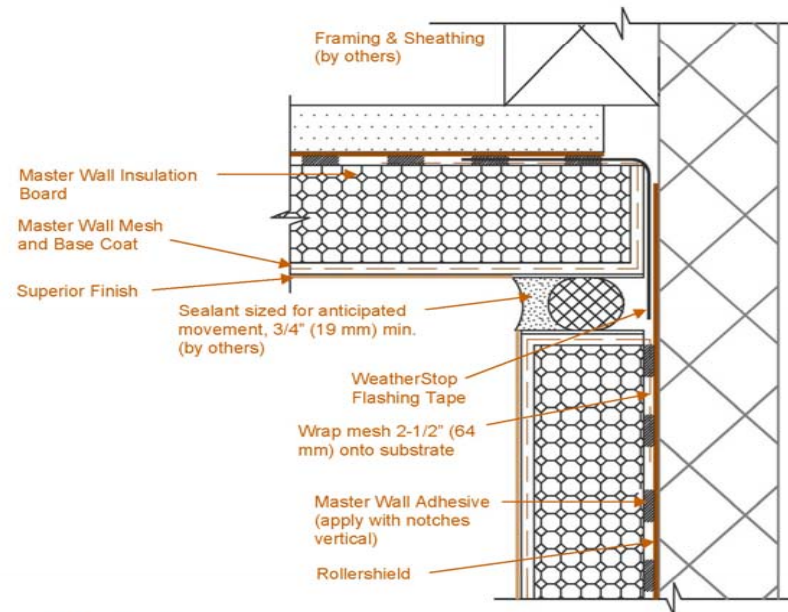 Framing & Sheathing
(by others)
Master Wall Insulation
Board
Master Wall Mesh
and Base Coat
Superior Finish
Sealant sized for anticipated
movement, 3/4" (19 mm) min.
(by others)
WeatherStop
Flashing Tape
Wrap mesh 2-1/2" (64
mm) onto substrate
Master Wall Adhesive
(apply with notches
vertical)
Rollershield